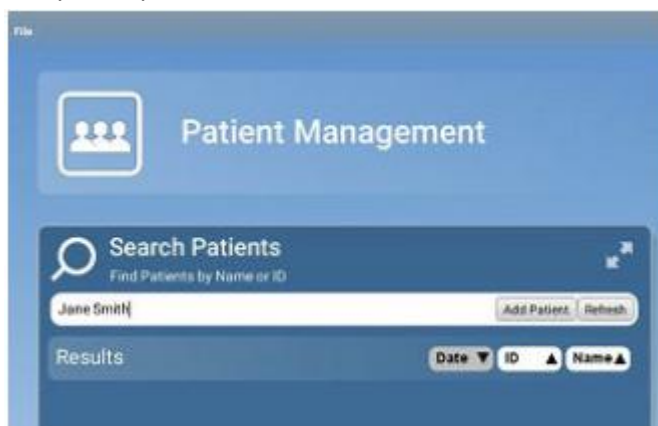 File
Patient Management
Search Patients
Find Patients by Name or ID
Jane Smith
Add Patient Refresh
Results Date ▼ ID ▲ Name ▲